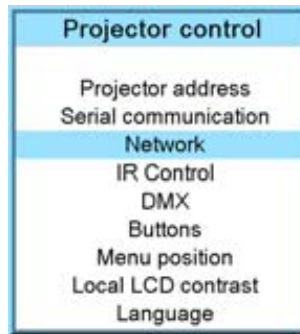 Projector control
Projector address
Serial communication
Network
IR Control
DMX
Buttons
Menu position
Local LCD contrast
Language